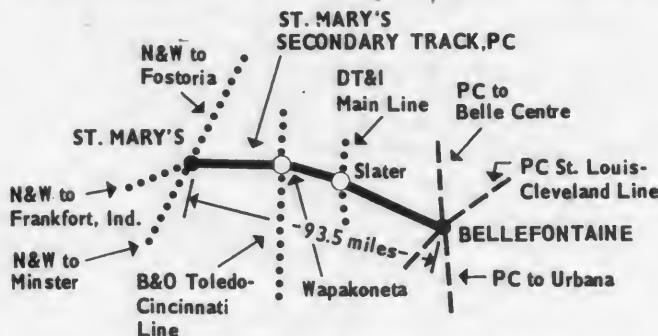 ST. MARY'S
SECONDARY TRACK, PC
N&W to
Fostoria
DT&I
Main Line
PC to
Belle Centre
ST. MARY'S
Slater
PC St. Louis-
Cleveland Line
N&W to
Frankfort, Ind.
-93.5 miles-
BELLEFONTAINE
N&W to
Minster
B&O Toledo-
Cincinnati
Line
Wapakoneta
PC to Urbana